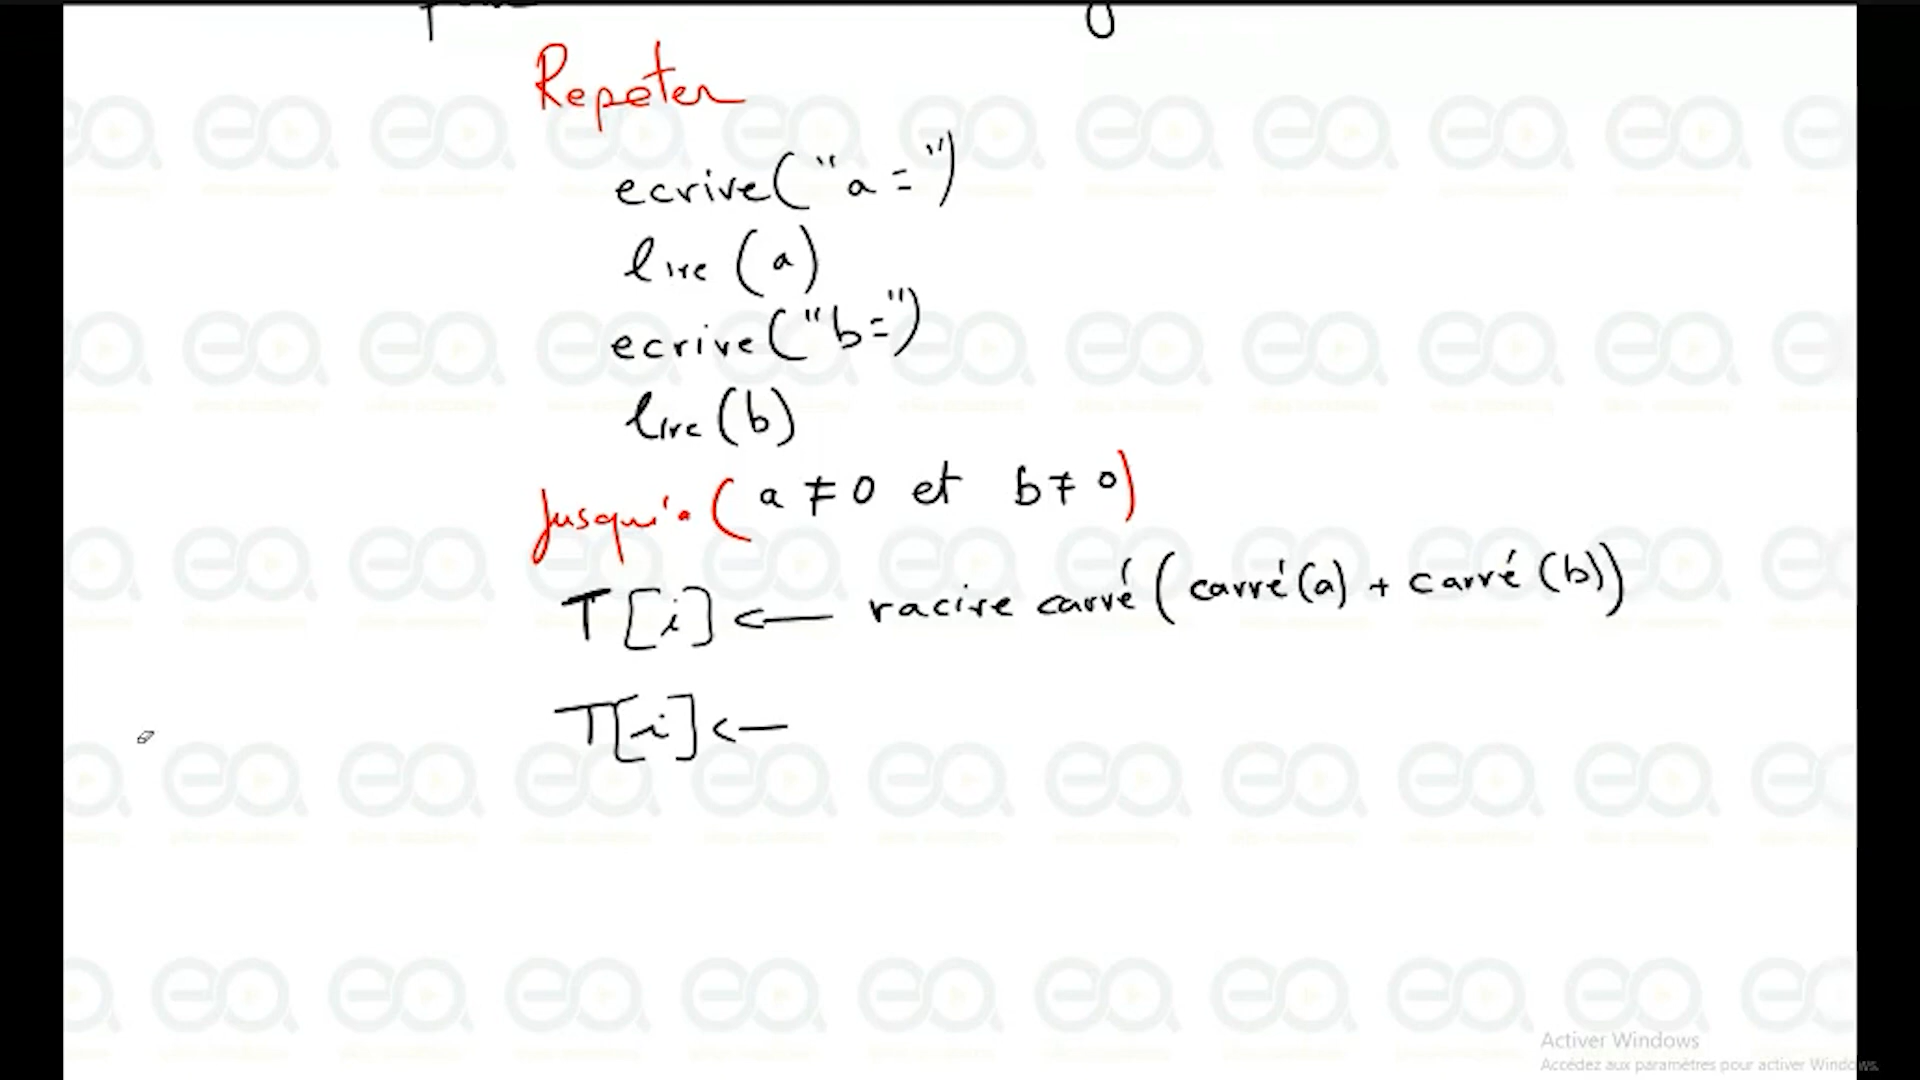 Repeter
ecrire("a=")
lire (a)
ecrire("b=")
lire (b)
Jusqu'a (a ≠ 0 et b ≠ 0)
T[i] <— racine carré (carré(a) + carré (b))
T[i] <—
Activer Windows
Accédez aux paramètres pour activer Windows.